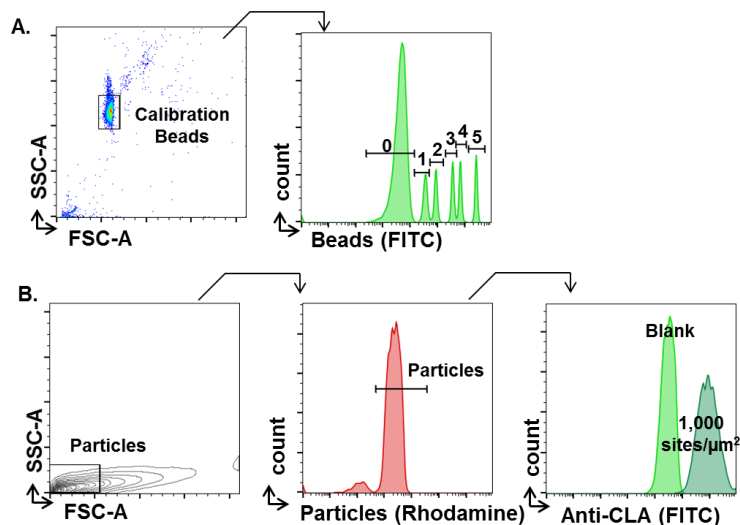 A.
SSC-A
Calibration
Beads
FSC-A
count
0
1
2
3
4
5
Beads (FITC)
B.
SSC-A
Particles
FSC-A
count
Particles
Particles (Rhodamine)
count
Blank
1,000
sites/μm²
Anti-CLA (FITC)